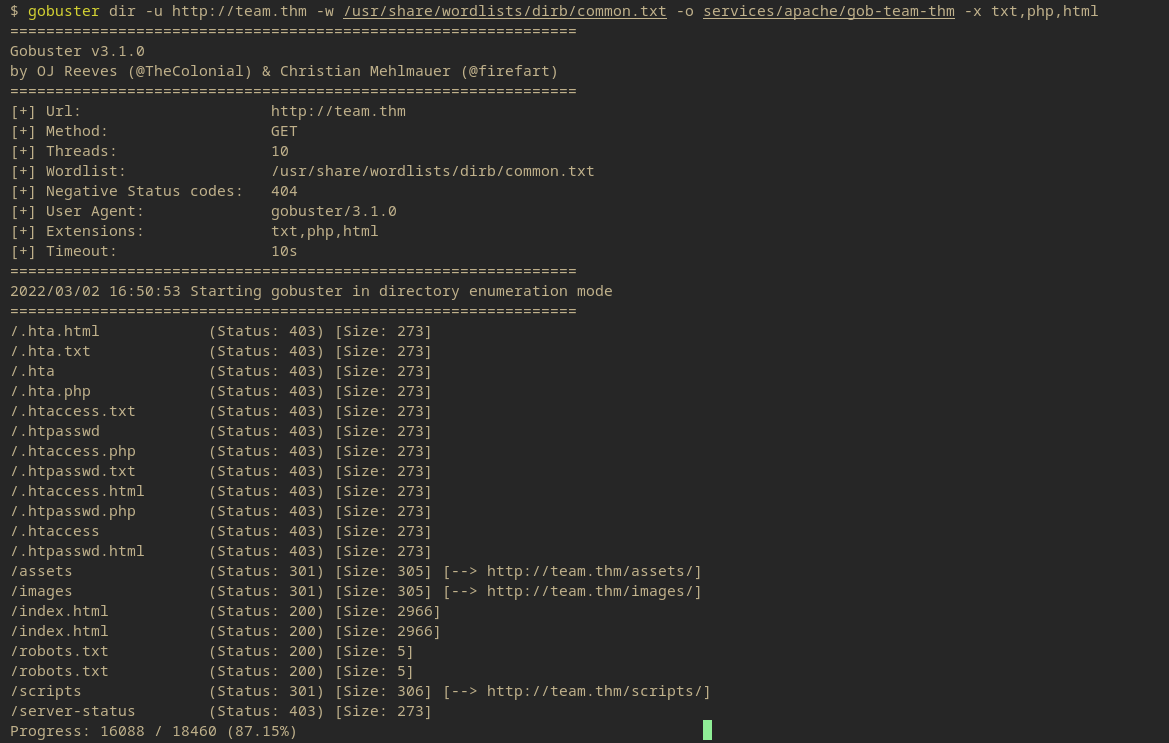 $ gobuster dir -u http://team.thm -w /usr/share/wordlists/dirb/common.txt -o services/apache/gob-team-thm -x txt,php,html
===============================================================
Gobuster v3.1.0
by OJ Reeves (@TheColonial) & Christian Mehlmauer (@firefart)
===============================================================
[+] Url:                     http://team.thm
[+] Method:                  GET
[+] Threads:                 10
[+] Wordlist:                /usr/share/wordlists/dirb/common.txt
[+] Negative Status codes:   404
[+] User Agent:              gobuster/3.1.0
[+] Extensions:              txt,php,html
[+] Timeout:                 10s
===============================================================
2022/03/02 16:50:53 Starting gobuster in directory enumeration mode
===============================================================
/.hta.html            (Status: 403) [Size: 273]
/.hta.txt             (Status: 403) [Size: 273]
/.hta                 (Status: 403) [Size: 273]
/.hta.php             (Status: 403) [Size: 273]
/.htaccess.txt        (Status: 403) [Size: 273]
/.htpasswd            (Status: 403) [Size: 273]
/.htaccess.php        (Status: 403) [Size: 273]
/.htpasswd.txt        (Status: 403) [Size: 273]
/.htaccess.html       (Status: 403) [Size: 273]
/.htpasswd.php        (Status: 403) [Size: 273]
/.htaccess            (Status: 403) [Size: 273]
/.htpasswd.html       (Status: 403) [Size: 273]
/assets               (Status: 301) [Size: 305] [--> http://team.thm/assets/]
/images               (Status: 301) [Size: 305] [--> http://team.thm/images/]
/index.html           (Status: 200) [Size: 2966]
/index.html           (Status: 200) [Size: 2966]
/robots.txt           (Status: 200) [Size: 5]
/robots.txt           (Status: 200) [Size: 5]
/scripts              (Status: 301) [Size: 306] [--> http://team.thm/scripts/]
/server-status        (Status: 403) [Size: 273]
Progress: 16088 / 18460 (87.15%)